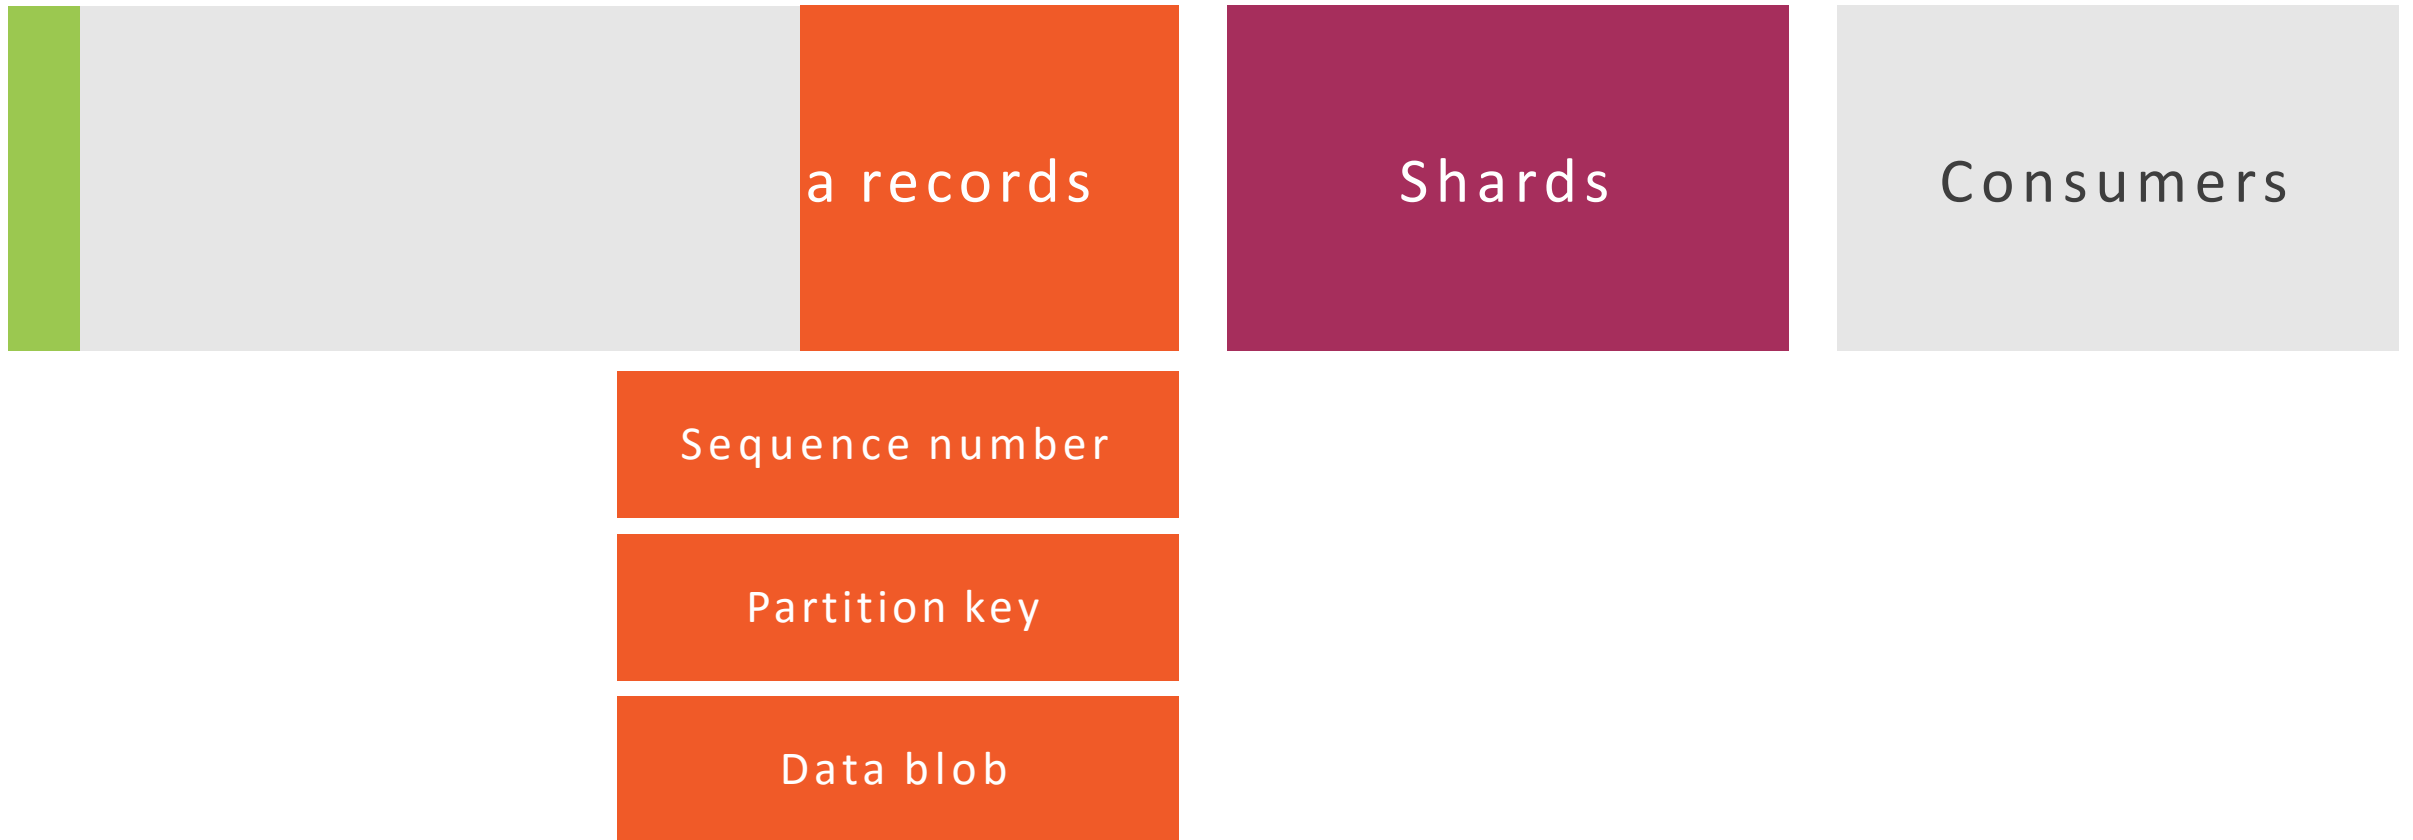 a records
Shards
Consumers
Sequence number
Partition key
Data blob